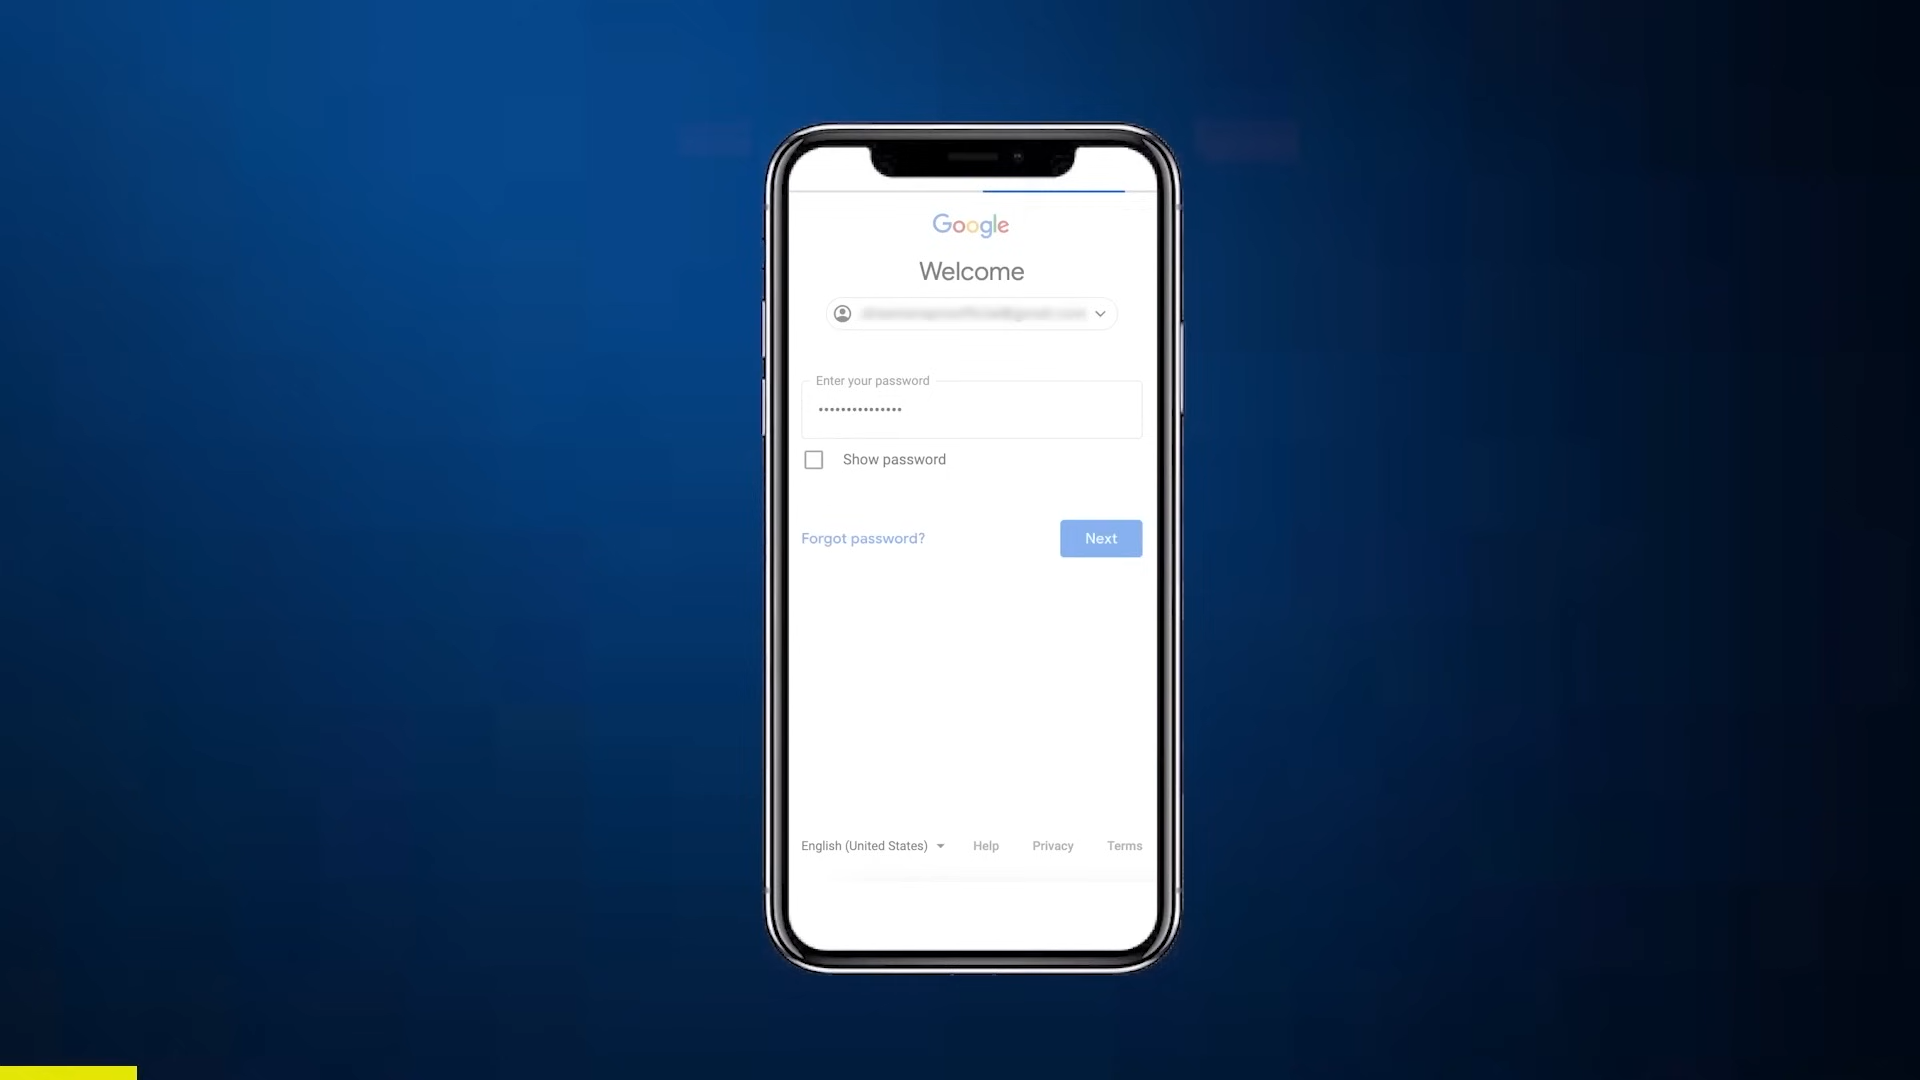 Google
Welcome
Enter your password
•••••••••••••••
Show password
Forgot password?
Next
English (United States) Help Privacy Terms